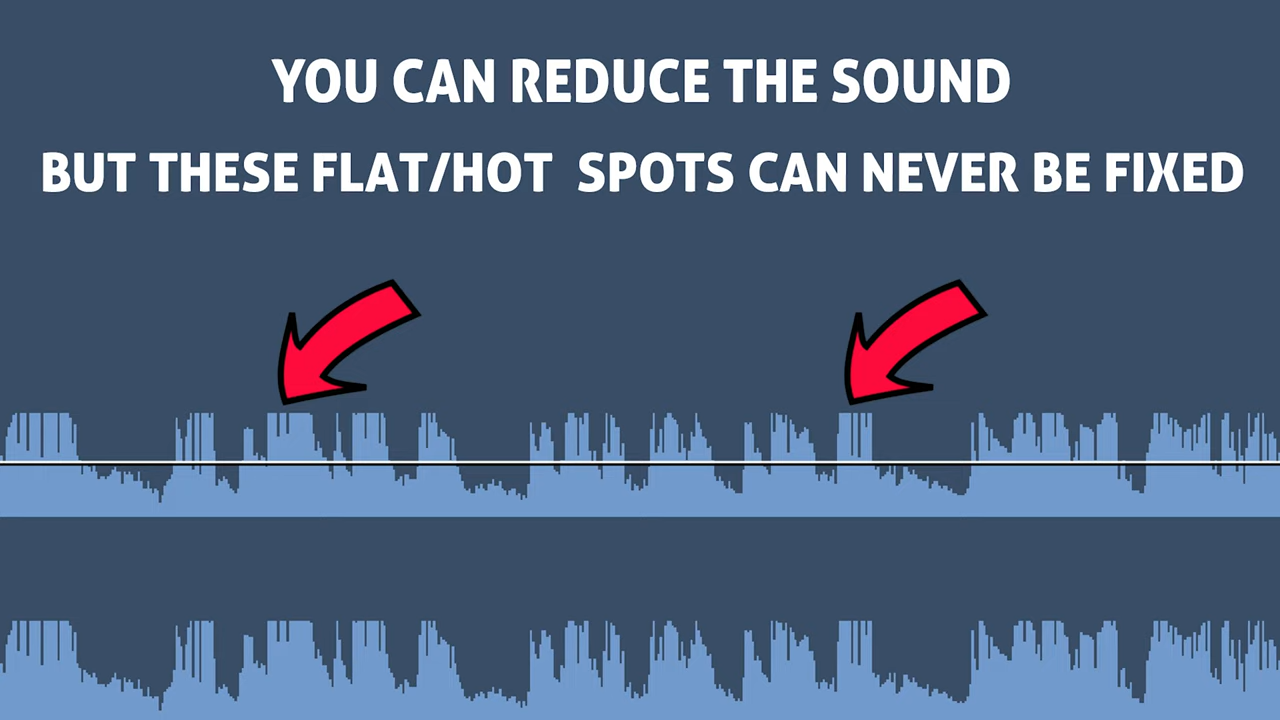 YOU CAN REDUCE THE SOUND
BUT THESE FLAT/HOT SPOTS CAN NEVER BE FIXED